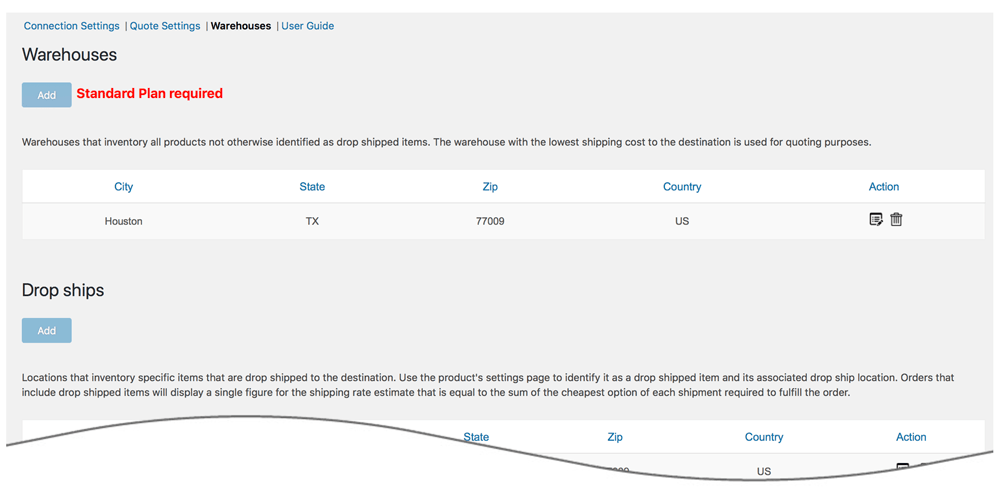 Connection Settings | Quote Settings | Warehouses | User Guide
Warehouses
Add Standard Plan required
Warehouses that inventory all products not otherwise identified as drop shipped items. The warehouse with the lowest shipping cost to the destination is used for quoting purposes.
City State Zip Country Action
Houston TX 77009 US
Drop ships
Add
Locations that inventory specific items that are drop shipped to the destination. Use the product's settings page to identify it as a drop shipped item and its associated drop ship location. Orders that
include drop shipped items will display a single figure for the shipping rate estimate that is equal to the sum of the cheapest option of each shipment required to fulfill the order.
State Zip Country Action
US